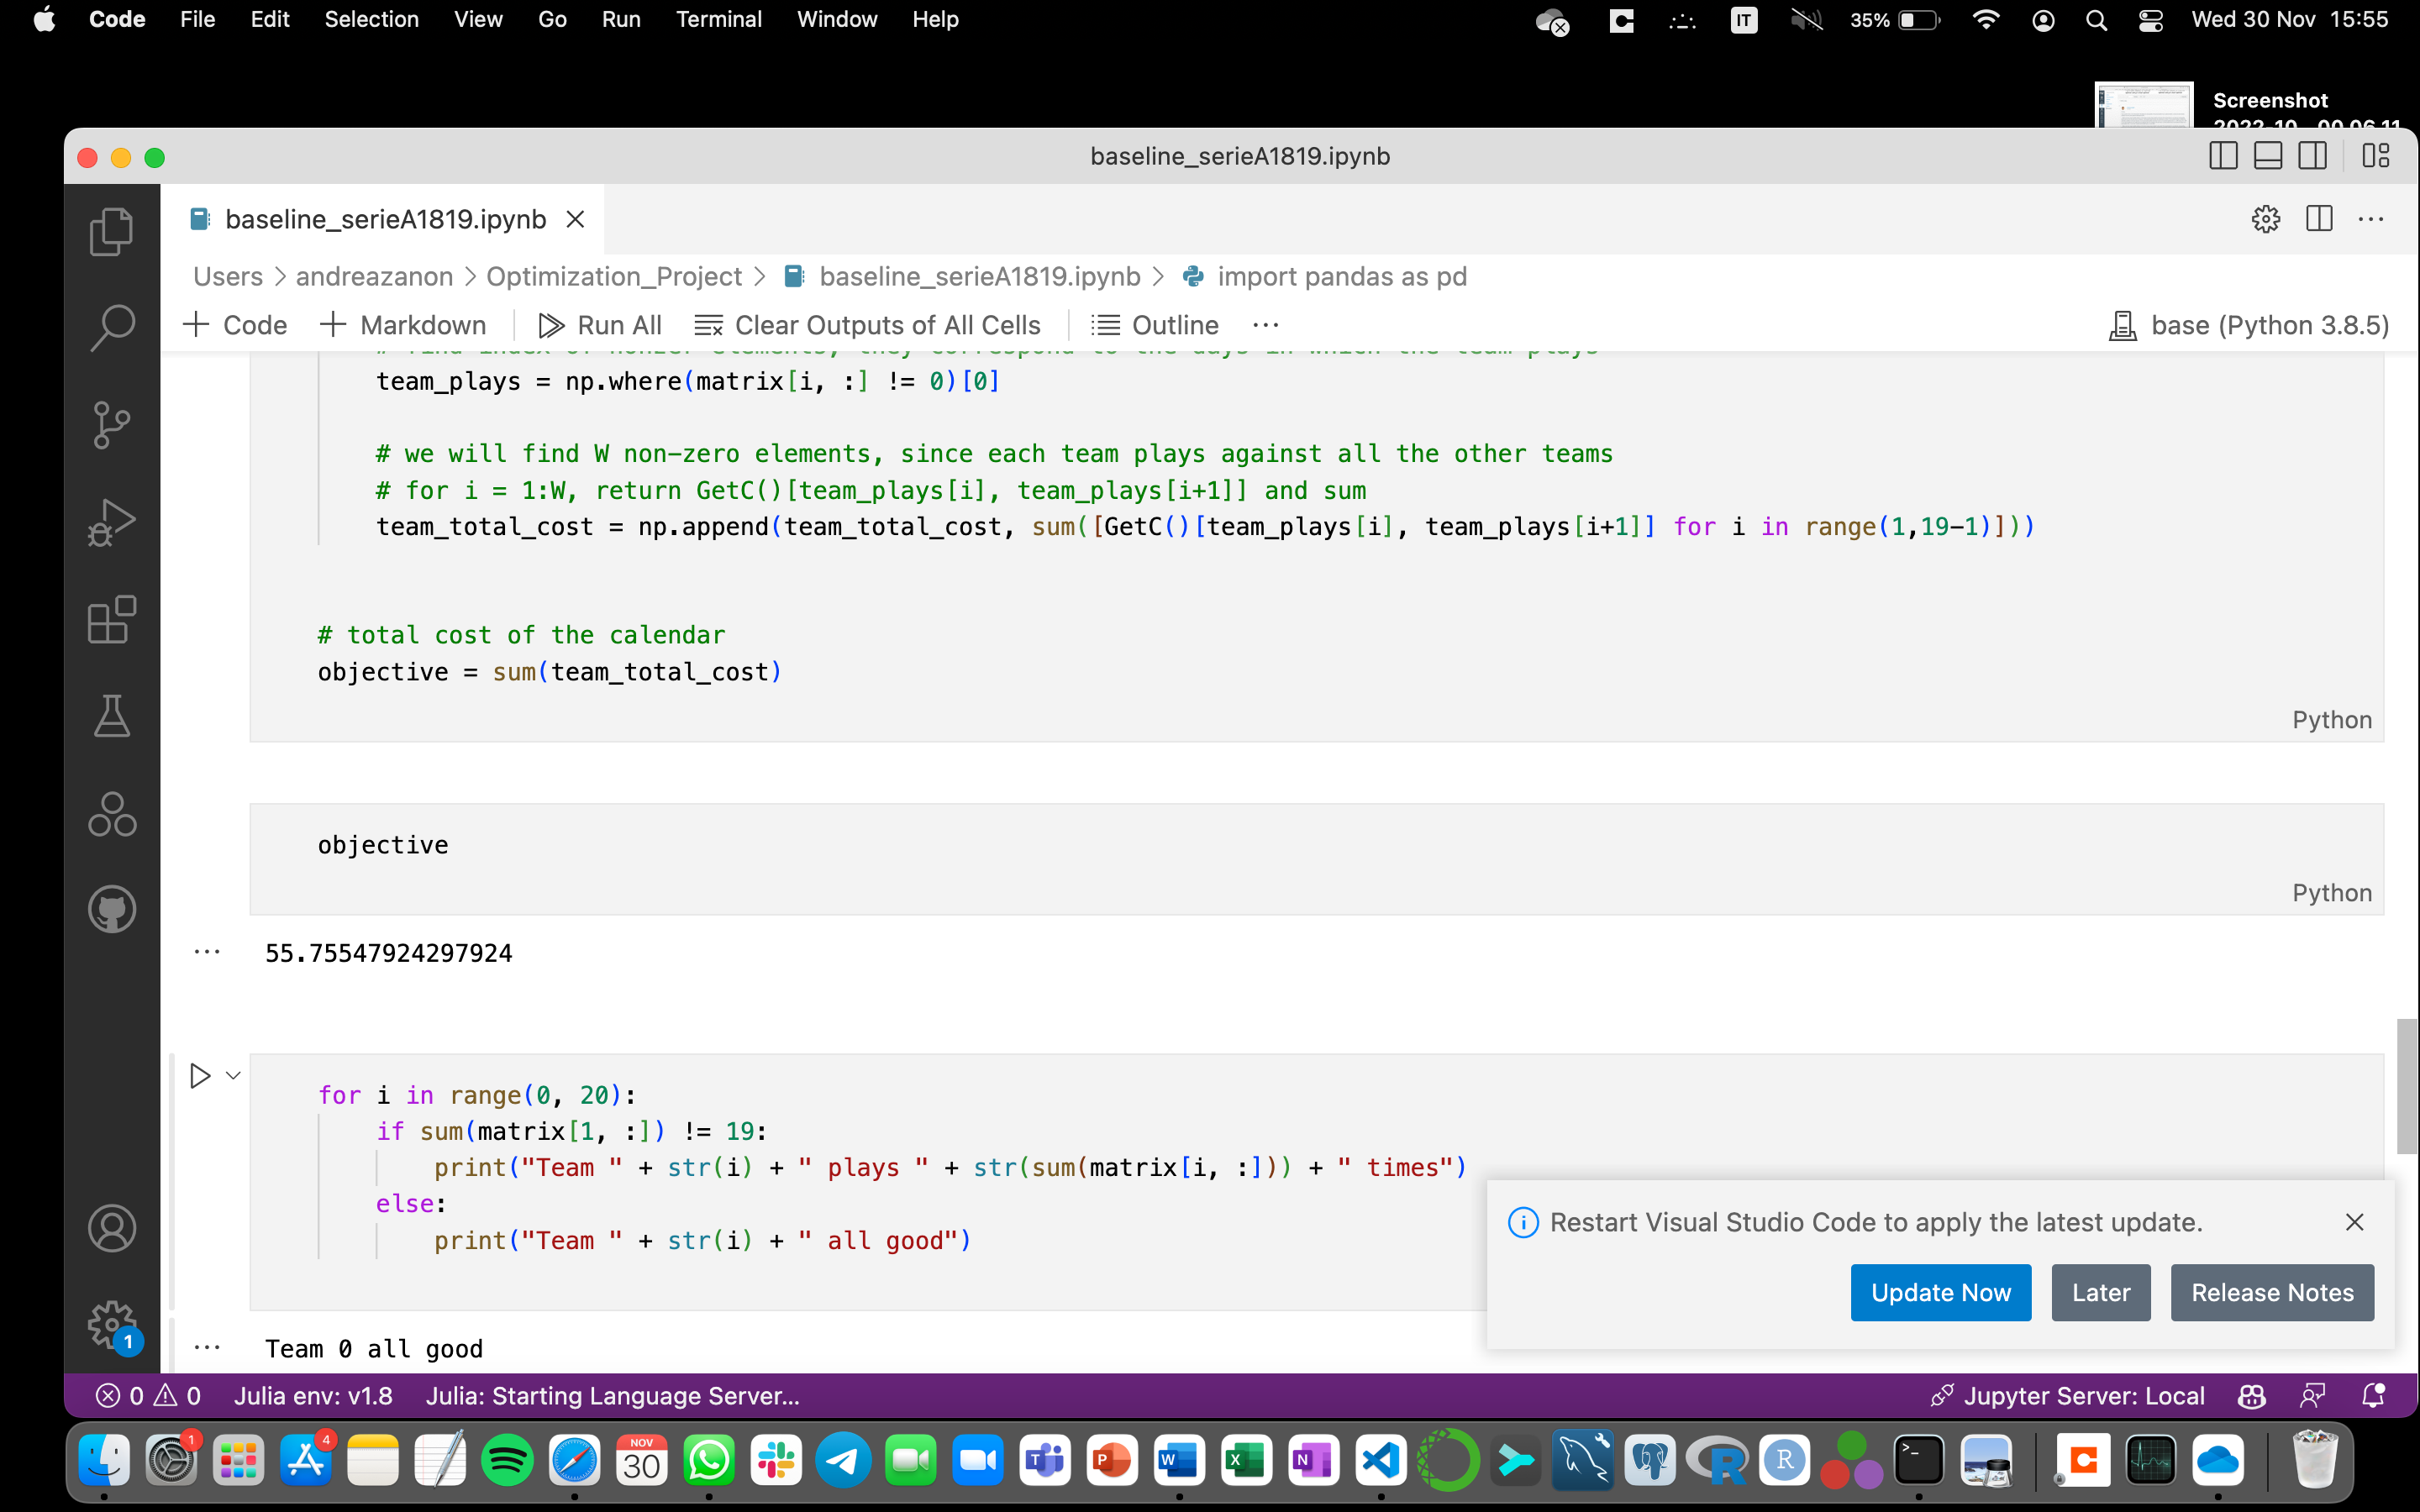 Code File Edit Selection View Go Run Terminal Window Help IT 35% Wed 30 Nov 15:55
Screenshot
baseline_serieA1819.ipynb
baseline_serieA1819.ipynb
Users > andreazanon > Optimization_Project > baseline_serieA1819.ipynb > import pandas as pd
+ Code + Markdown Run All Clear Outputs of All Cells Outline ... base (Python 3.8.5)
team_plays = np.where(matrix[i, :] != 0)[0]
# we will find W non-zero elements, since each team plays against all the other teams
# for i = 1:W, return GetC()[team_plays[i], team_plays[i+1]] and sum
team_total_cost = np.append(team_total_cost, sum([GetC()[team_plays[i], team_plays[i+1]] for i in range(1,19-1)]))
# total cost of the calendar
objective = sum(team_total_cost)
Python
objective
Python
... 55.75547924297924
for i in range(0, 20):
if sum(matrix[1, :]) != 19:
print("Team " + str(i) + " plays " + str(sum(matrix[i, :])) + " times")
else:
print("Team " + str(i) + " all good")
Restart Visual Studio Code to apply the latest update.
Update Now Later Release Notes
... Team 0 all good
1
0 0 Julia env: v1.8 Julia: Starting Language Server... Jupyter Server: Local
1 4 NOV 30